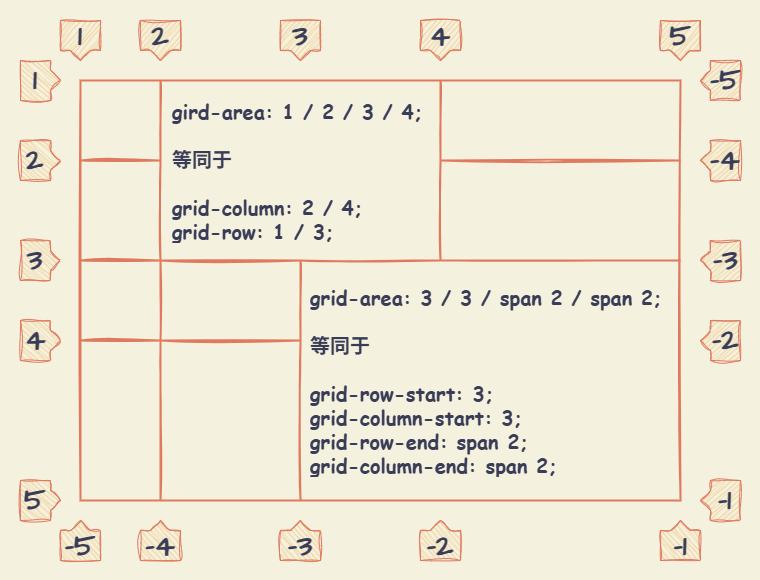 1 2 3 4 5
1 -5
gird-area: 1 / 2 / 3 / 4;
2 等同于 -4
grid-column: 2 / 4;
grid-row: 1 / 3;
3 -3
grid-area: 3 / 3 / span 2 / span 2;
4 等同于 -2
grid-row-start: 3;
grid-column-start: 3;
grid-row-end: span 2;
grid-column-end: span 2;
5 -1
-5 -4 -3 -2 -1